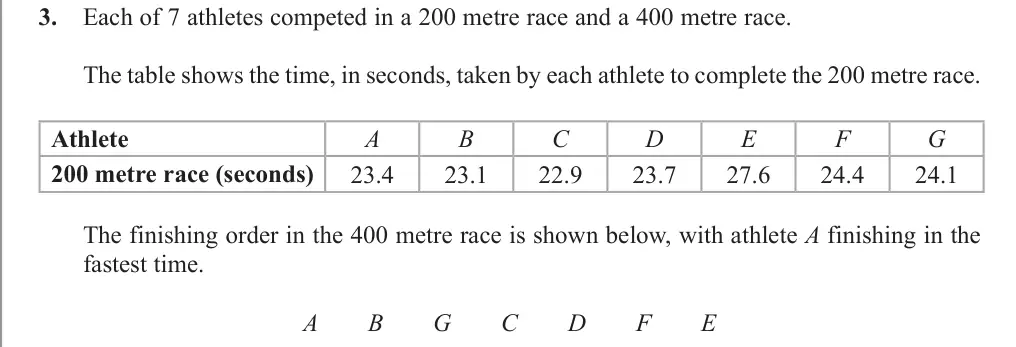 3. Each of 7 athletes competed in a 200 metre race and a 400 metre race.
The table shows the time, in seconds, taken by each athlete to complete the 200 metre race.
Athlete A B C D E F G
200 metre race (seconds) 23.4 23.1 22.9 23.7 27.6 24.4 24.1
The finishing order in the 400 metre race is shown below, with athlete A finishing in the
fastest time.
A B G C D F E